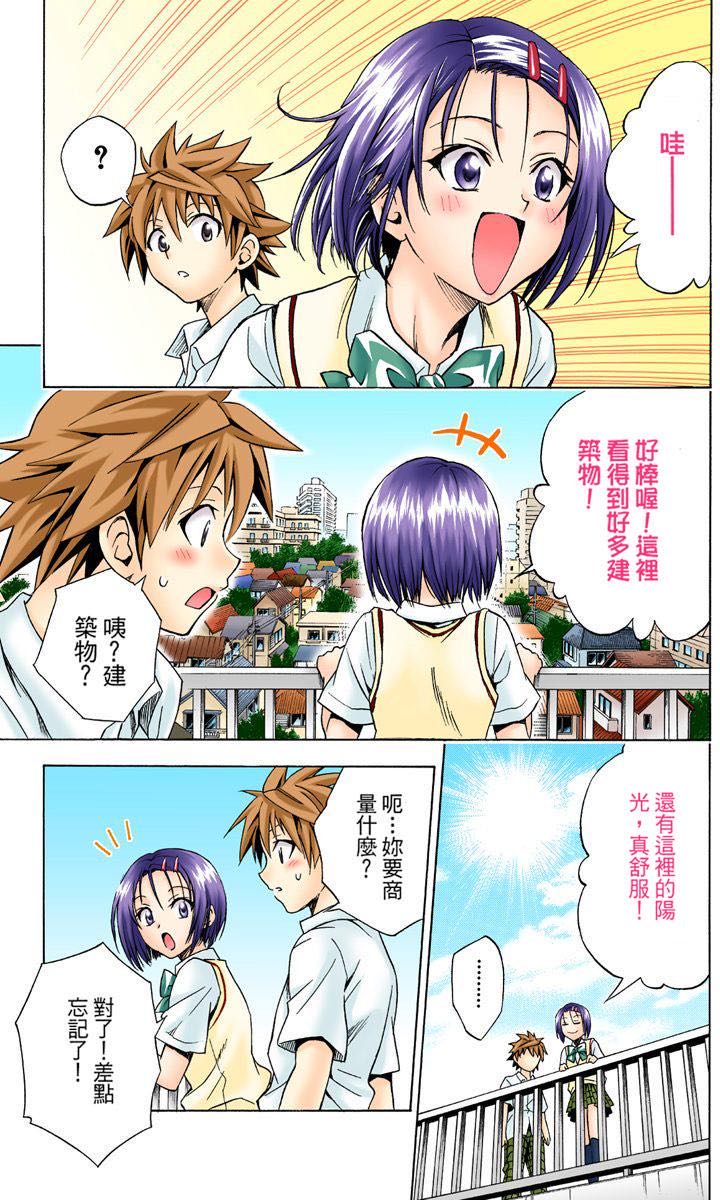 哇——
？
好棒喔！這裡
看得到好多建
築物！
咦？建
築物？
還有這裡的陽
光，真舒服！
………
呃…妳要商
量什麼？
對了！差點
忘記了！